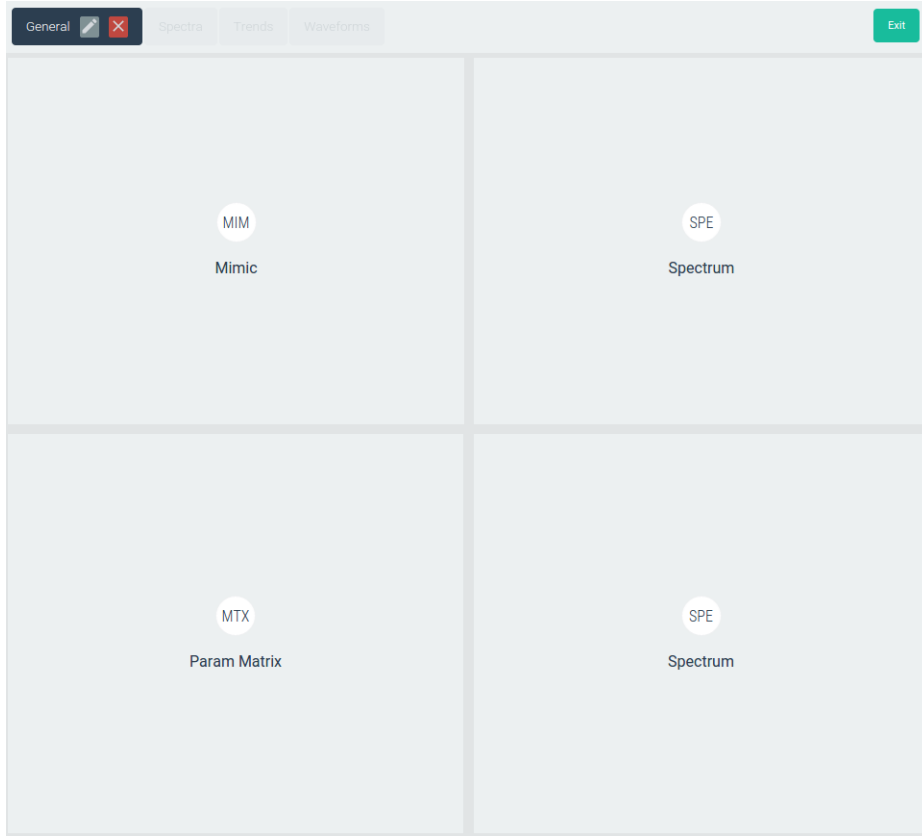 General Spectra Trends Waveforms Exit
MIM
Mimic
SPE
Spectrum
MTX
Param Matrix
SPE
Spectrum